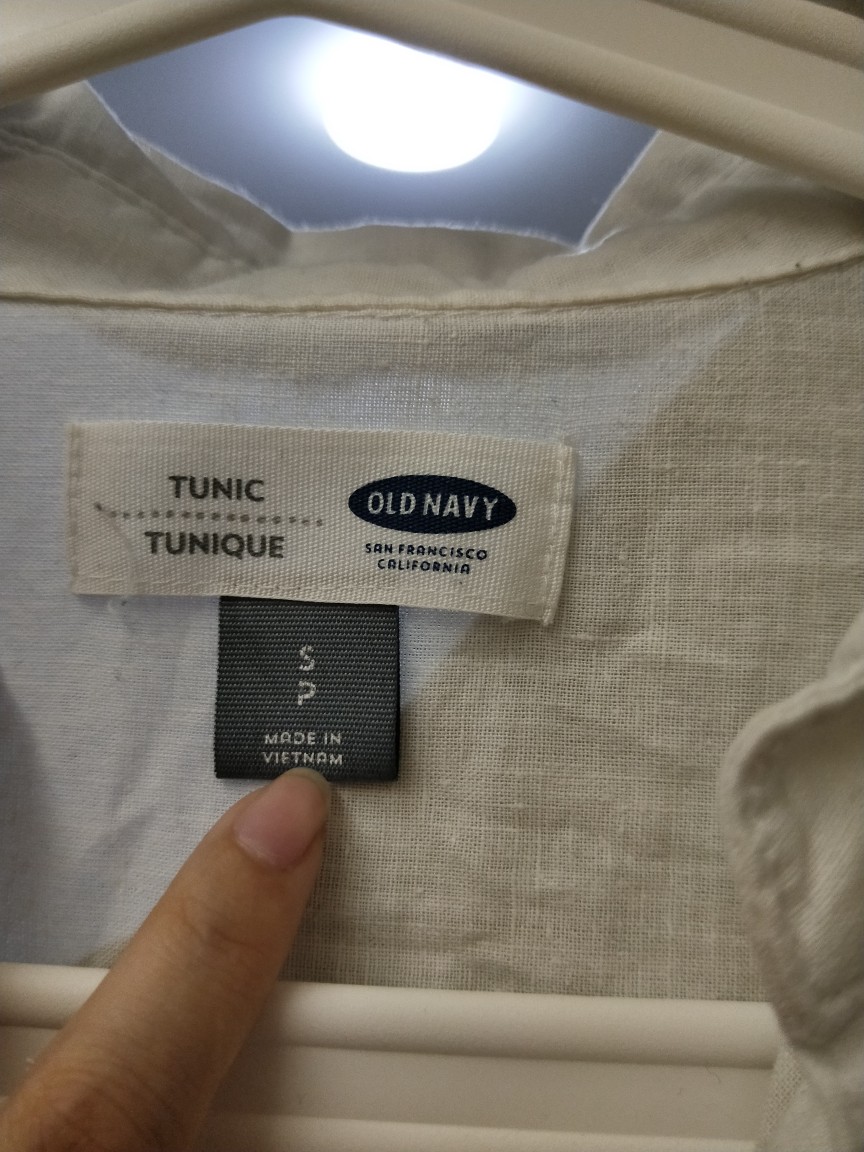 TUNIC
TUNIQUE
OLD NAVY
SAN FRANCISCO
CALIFORNIA
S
P
MADE IN
VIETNAM